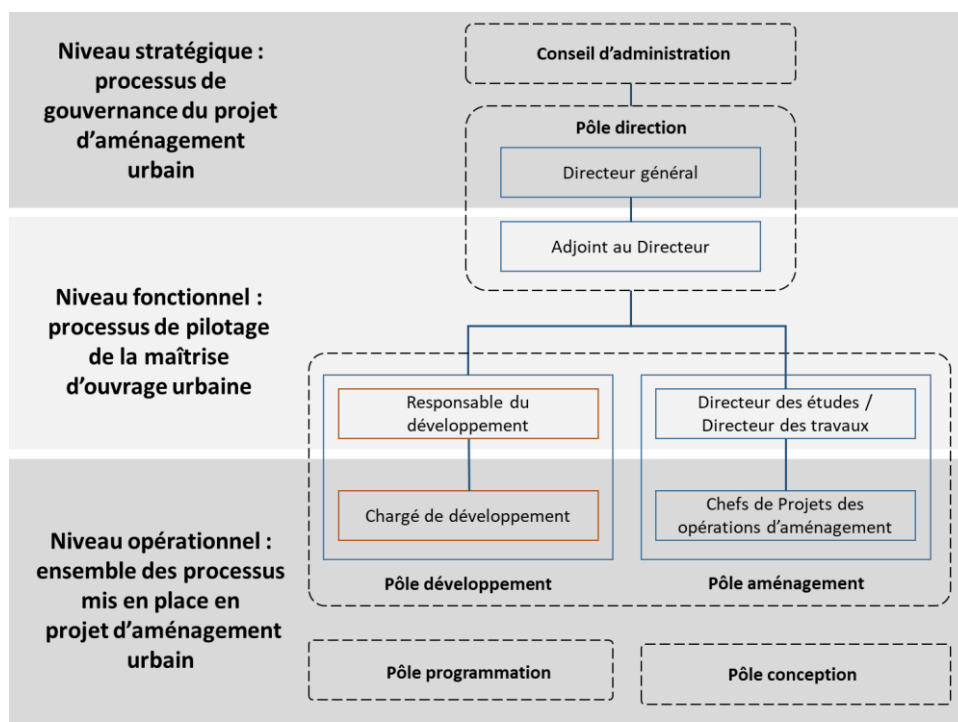 Niveau stratégique :
processus de
gouvernance du projet
d’aménagement
urbain
Conseil d’administration
Pôle direction
Directeur général
Adjoint au Directeur
Niveau fonctionnel :
processus de pilotage
de la maîtrise
d'ouvrage urbaine
Responsable du
développement
Directeur des études /
Directeur des travaux
Chargé de développement
Chefs de Projets des
opérations d’aménagement
Pôle développement
Pôle aménagement
Niveau opérationnel :
ensemble des processus
mis en place en
projet d’aménagement
urbain
Pôle programmation
Pôle conception